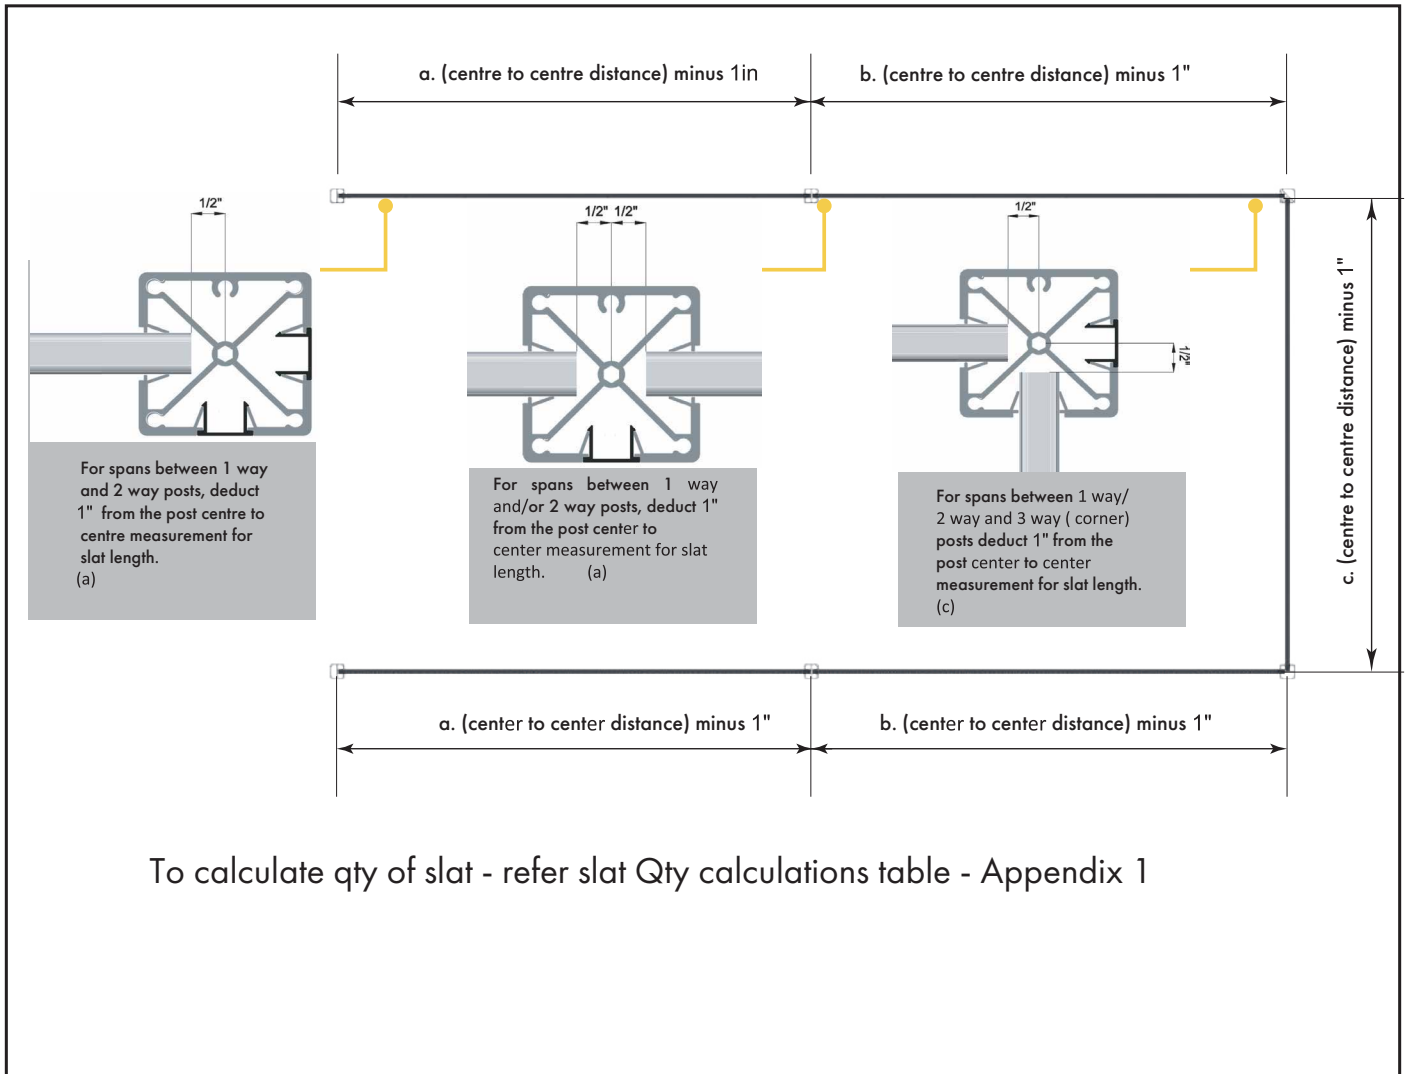 a. (centre to centre distance) minus 1in
b. (centre to centre distance) minus 1"
1/2"
1/2" 1/2"
1/2"
1/2"
c. (centre to centre distance) minus 1"
For spans between 1 way
and 2 way posts, deduct
1" from the post centre to
centre measurement for
slat length.
(a)
For spans between 1 way
and/or 2 way posts, deduct 1"
from the post center to
center measurement for slat
length. (a)
For spans between 1 way/
2 way and 3 way ( corner)
posts deduct 1" from the
post center to center
measurement for slat length.
(c)
a. (center to center distance) minus 1"
b. (center to center distance) minus 1"
To calculate qty of slat - refer slat Qty calculations table - Appendix 1